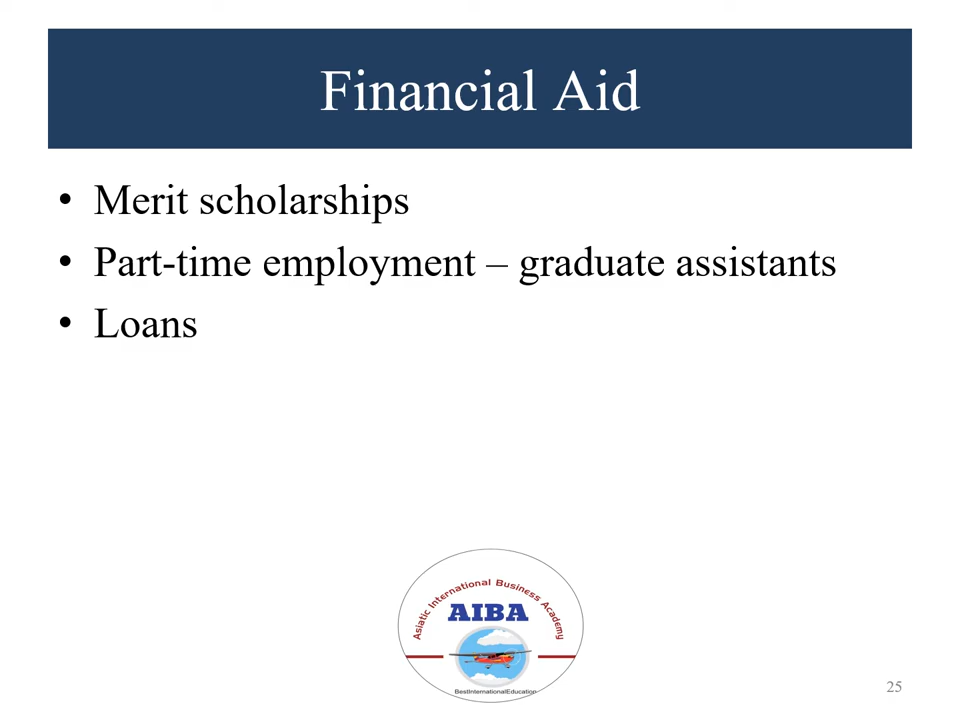 Financial Aid
• Merit scholarships
• Part-time employment – graduate assistants
• Loans
Asiatic International Business Academy
AIBA
BestInternationalEducation
25